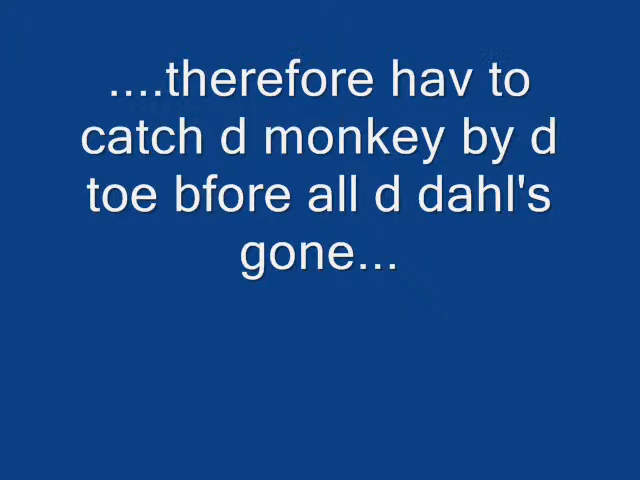 ....therefore hav to
catch d monkey by d
toe bfore all d dahl's
gone...